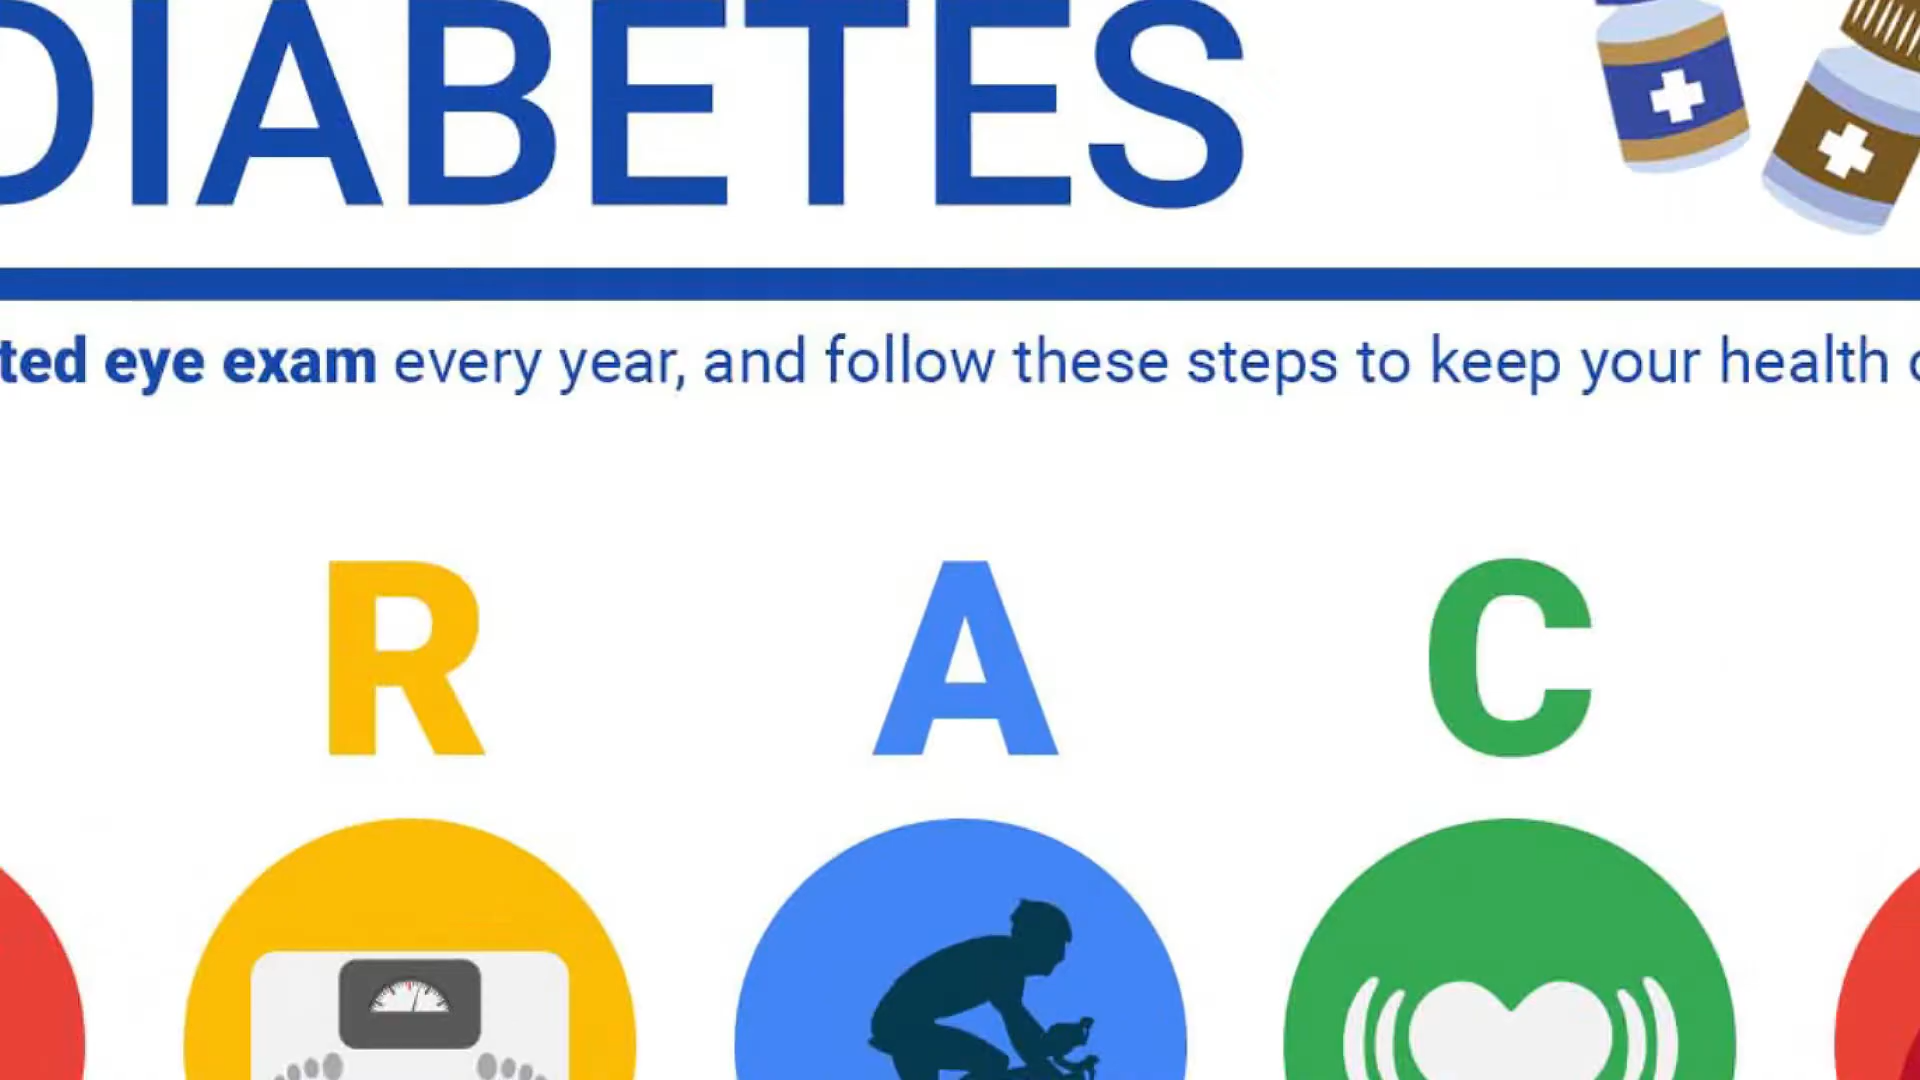 DIABETES
ted eye exam every year, and follow these steps to keep your health
R A C